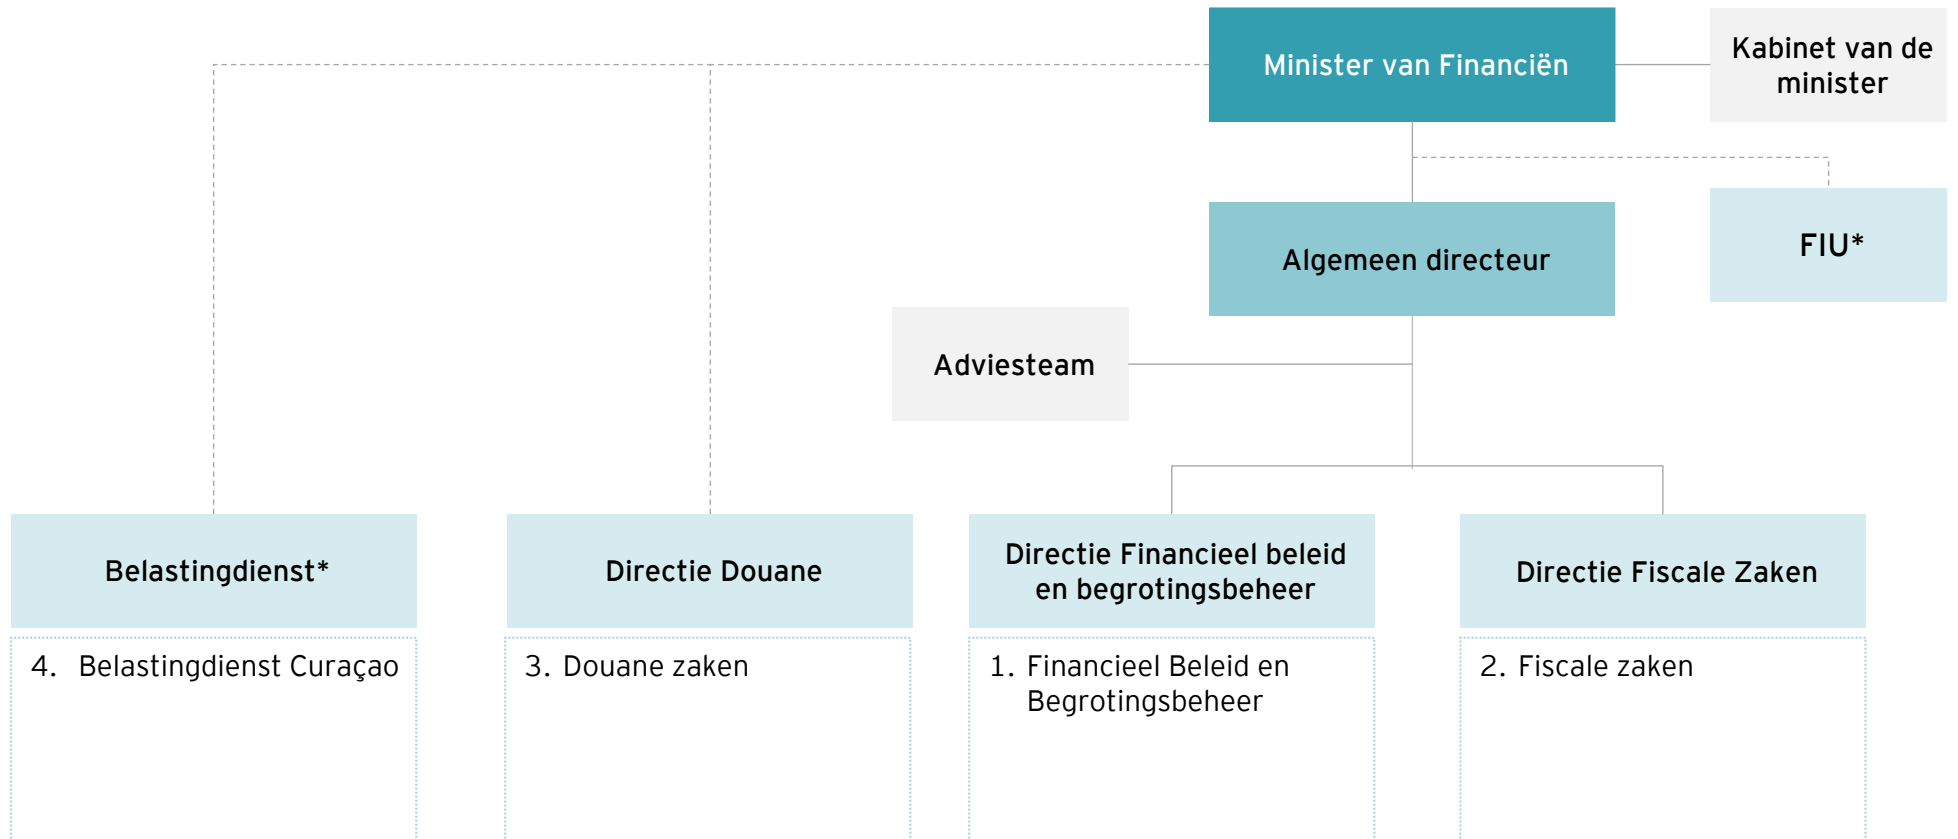 Minister van Financiën
Kabinet van de
minister
Algemeen directeur
FIU*
Adviesteam
Belastingdienst*
Directie Douane
Directie Financieel beleid
en begrotingsbeheer
Directie Fiscale Zaken
4. Belastingdienst Curaçao
3. Douane zaken
1. Financieel Beleid en
Begrotingsbeheer
2. Fiscale zaken